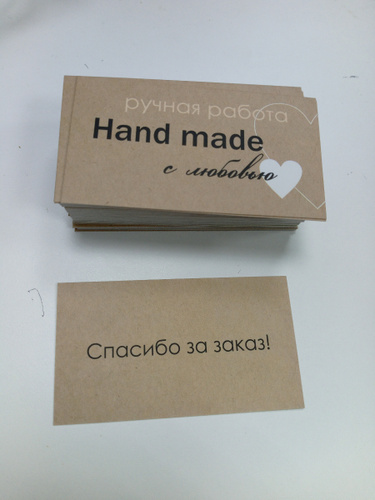 ручная работа
Hand made
с любовью
Спасибо за заказ!